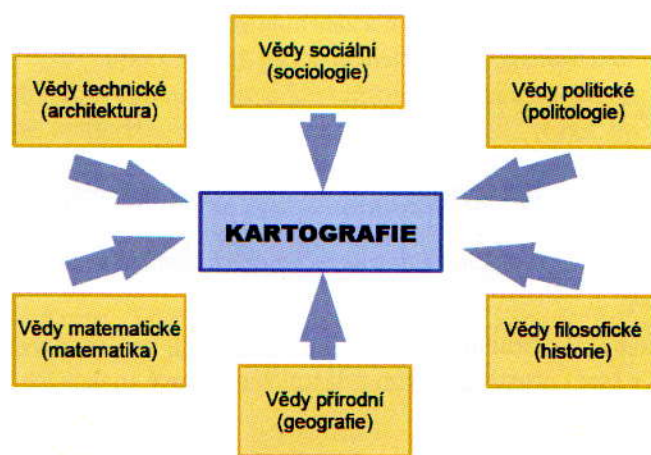 Vědy sociální
(sociologie)
Vědy technické
(architektura)
Vědy politické
(politologie)
KARTOGRAFIE
Vědy matematické
(matematika)
Vědy filosofické
(historie)
Vědy přírodní
(geografie)